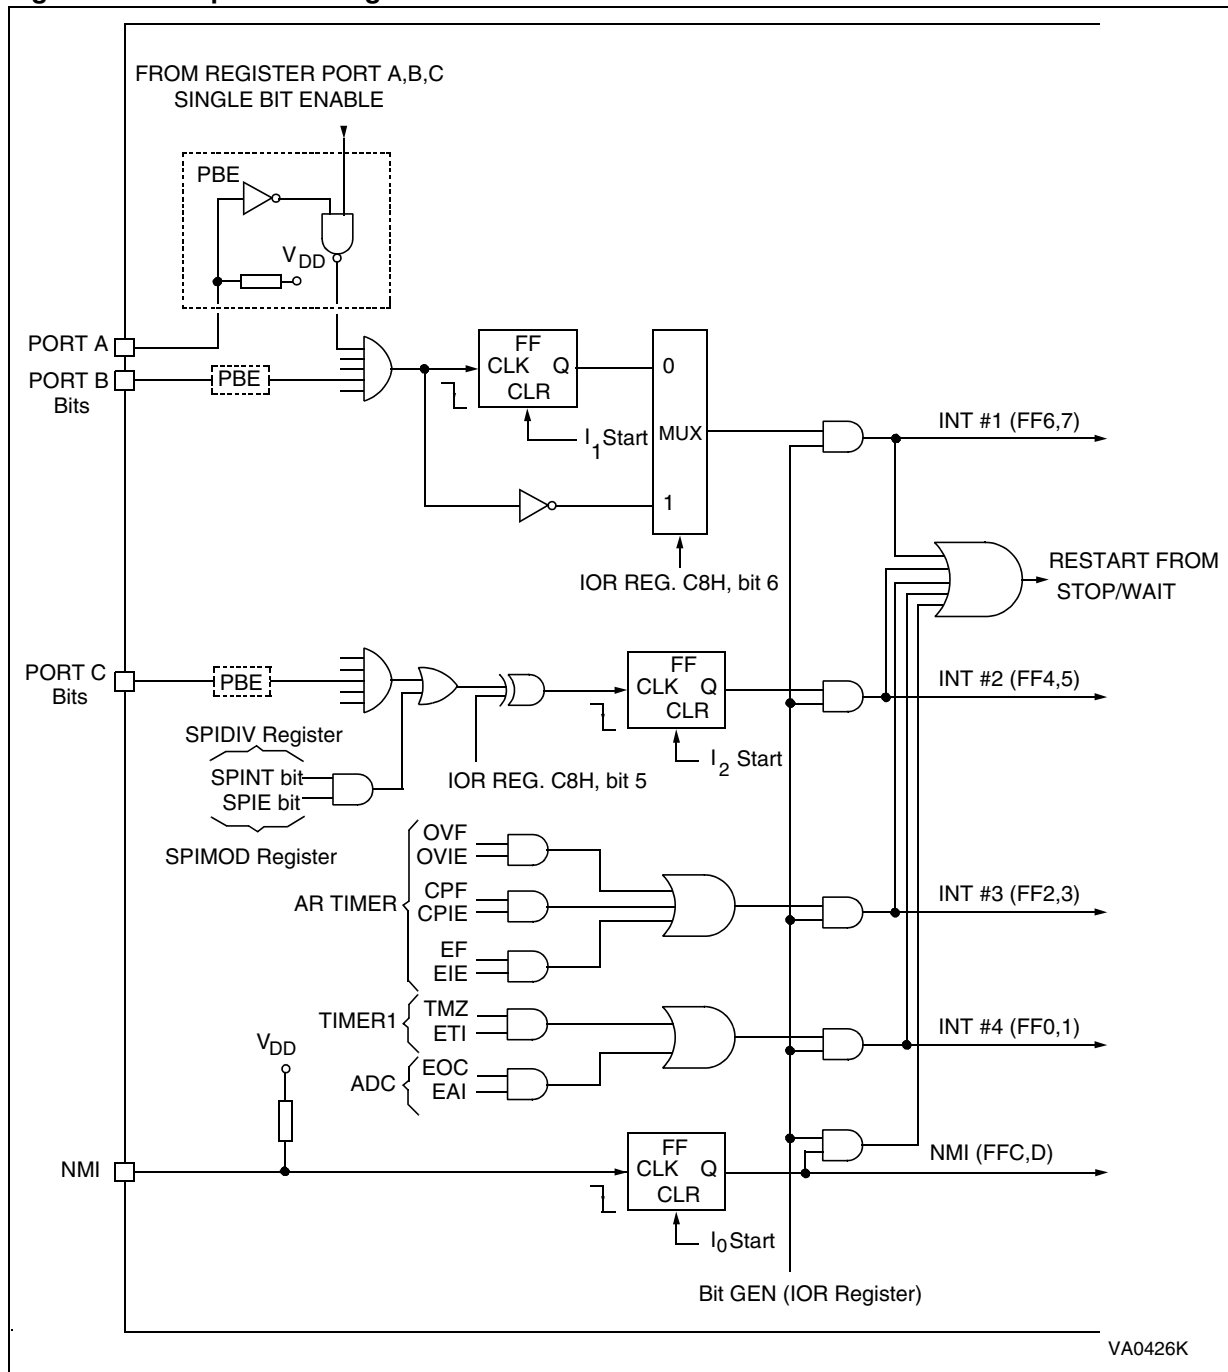 FROM REGISTER PORT A,B,C
SINGLE BIT ENABLE
PBE
VDD
PORT A
PORT B
Bits
PBE
FF
CLK Q
CLR
I1 Start
0
MUX
1
IOR REG. C8H, bit 6
INT #1 (FF6,7)
RESTART FROM
STOP/WAIT
PORT C
Bits
PBE
FF
CLK Q
CLR
I2 Start
INT #2 (FF4,5)
SPIDIV Register
SPINT bit
SPIE bit
SPIMOD Register
IOR REG. C8H, bit 5
AR TIMER
OVF
OVIE
CPF
CPIE
EF
EIE
INT #3 (FF2,3)
TIMER1
TMZ
ETI
ADC
EOC
EAI
INT #4 (FF0,1)
VDD
NMI
FF
CLK Q
CLR
I0 Start
NMI (FFC,D)
Bit GEN (IOR Register)
VA0426K